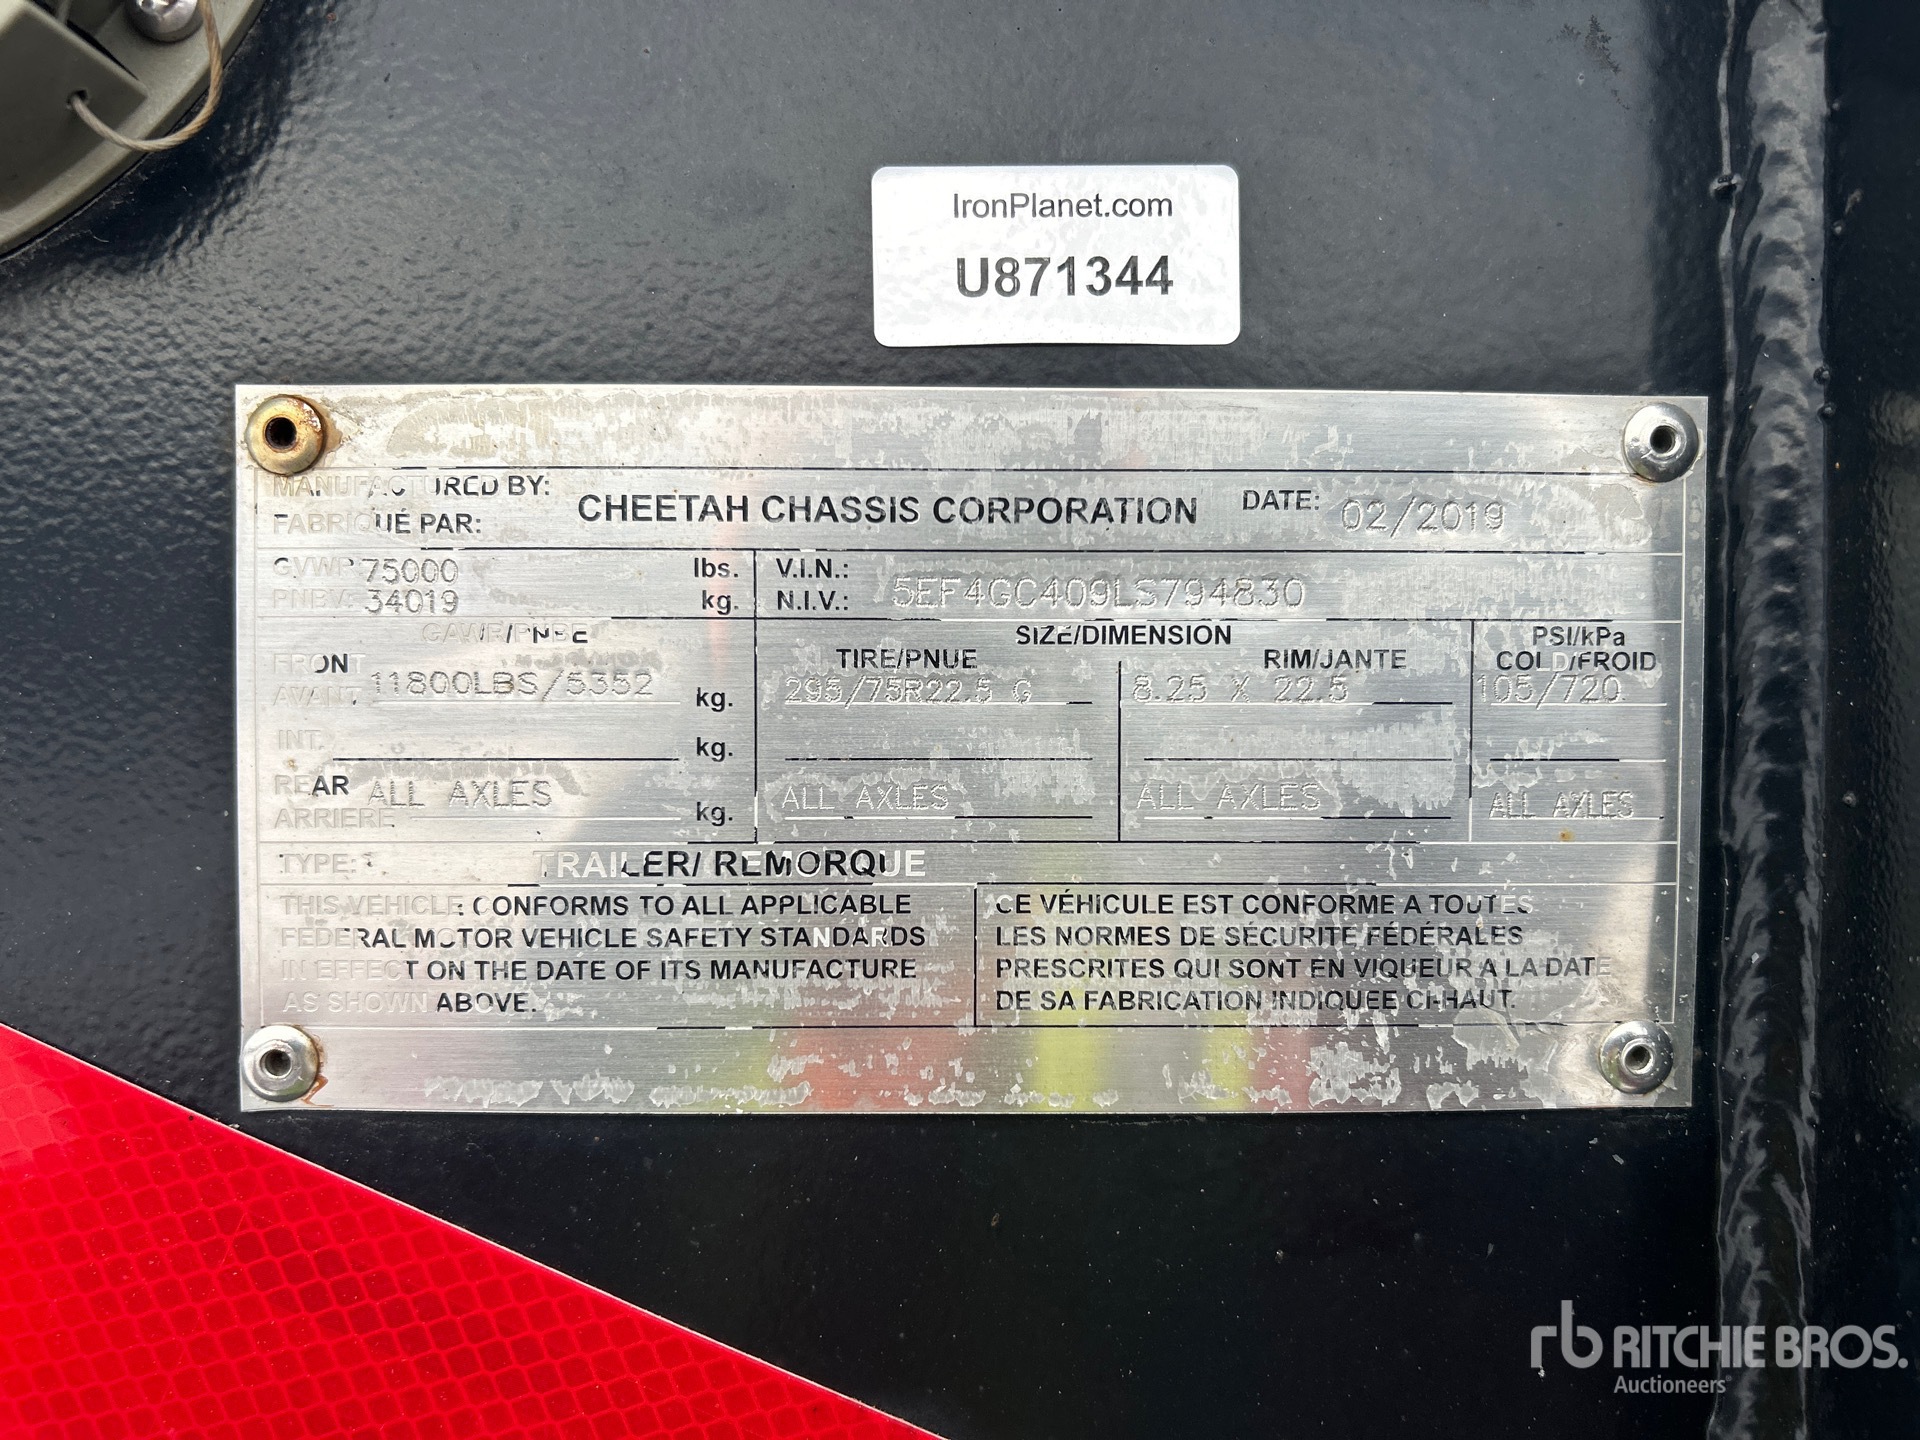 IronPlanet.com
U871344
MANUFACTURED BY:
FABRIQUÉ PAR:
CHEETAH CHASSIS CORPORATION
DATE: 02/2019
GVWR 75000 lbs.
PNBV: 34019 kg.
V.I.N.:
N.I.V.: 5EF4GC409LS794830
GAWR/PNBE
SIZE/DIMENSION
PSI/kPa
TIRE/PNUE
RIM/JANTE
COLD/FROID
FRONT
AVANT 11800LBS/5352 kg.
295/75R22.5 G
8.25 X 22.5
105/720
INT. kg.
REAR
ARRIERE ALL AXLES kg.
ALL AXLES
ALL AXLES
ALL AXLES
TYPE: TRAILER/ REMORQUE
THIS VEHICLE CONFORMS TO ALL APPLICABLE
FEDERAL MOTOR VEHICLE SAFETY STANDARDS
IN EFFECT ON THE DATE OF ITS MANUFACTURE
AS SHOWN ABOVE.
CE VÉHICULE EST CONFORME A TOUTES
LES NORMES DE SÉCURITE FÉDÉRALES
PRESCRITES QUI SONT EN VIQUEUR A LA DATE
DE SA FABRICATION INDIQUEE CI-HAUT.
rb RITCHIE BROS.
Auctioneers